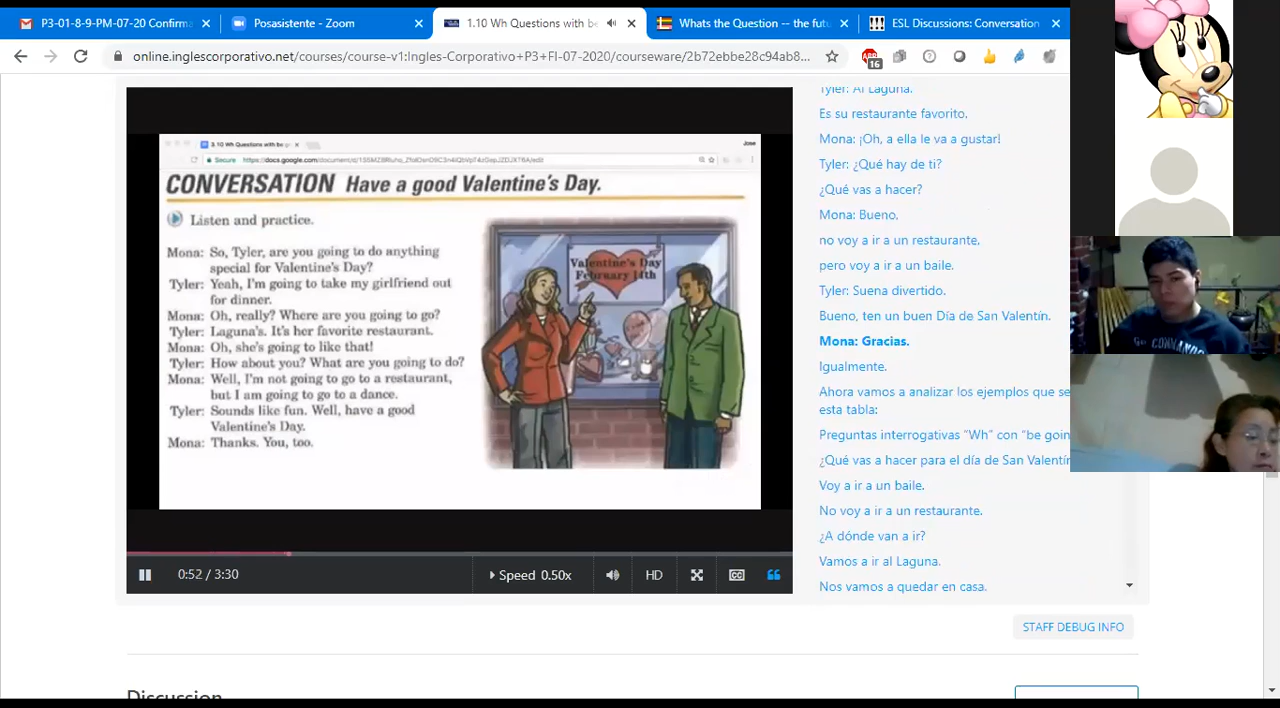 P3-01-8-9-PM-07-20 Confirma
Posasistente - Zoom
1.10 Wh Questions with be
Whats the Question -- the futu
ESL Discussions: Conversation
online.inglescorporativo.net/courses/course-v1:Ingles-Corporativo+P3+FI-07-2020/courseware/2b72ebbe28c94ab8...
16
3.10 Wh Questions with be g
Jose
Secure
CONVERSATION Have a good Valentine's Day.
Listen and practice.
Mona: So, Tyler, are you going to do anything
special for Valentine's Day?
Tyler: Yeah, I'm going to take my girlfriend out
for dinner.
Mona: Oh, really? Where are you going to go?
Tyler: Laguna's. It's her favorite restaurant.
Mona: Oh, she's going to like that!
Tyler: How about you? What are you going to do?
Mona: Well, I'm not going to go to a restaurant,
but I am going to go to a dance.
Tyler: Sounds like fun. Well, have a good
Valentine's Day.
Mona: Thanks. You, too.
Valentine's Day
February 14th
0:52 / 3:30
Speed 0.50x
HD
CC
Tyler: Al Laguna.
Es su restaurante favorito.
Mona: ¡Oh, a ella le va a gustar!
Tyler: ¿Qué hay de ti?
¿Qué vas a hacer?
Mona: Bueno,
no voy a ir a un restaurante,
pero voy a ir a un baile.
Tyler: Suena divertido.
Bueno, ten un buen Día de San Valentín.
Mona: Gracias.
Igualmente.
Ahora vamos a analizar los ejemplos que se
esta tabla:
Preguntas interrogativas "Wh" con "be goin
¿Qué vas a hacer para el día de San Valentín
Voy a ir a un baile.
No voy a ir a un restaurante.
¿A dónde van a ir?
Vamos a ir al Laguna.
Nos vamos a quedar en casa.
STAFF DEBUG INFO
Discussion